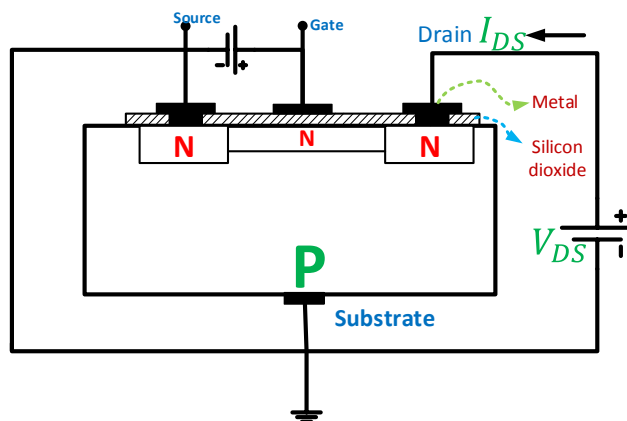 Source
Gate
Drain I_DS
- +
Metal
N
N
N
Silicon
dioxide
+
V_DS
-
P
Substrate